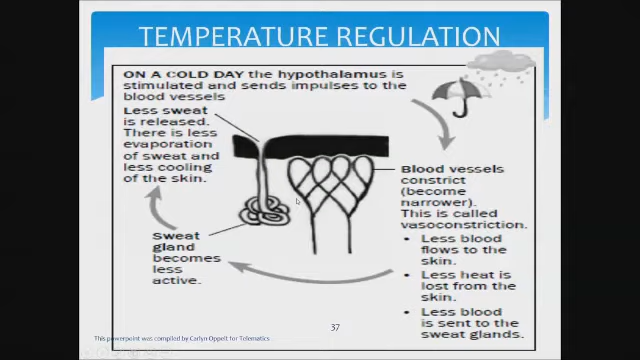 TEMPERATURE REGULATION
ON A COLD DAY the hypothalamus is
stimulated and sends impulses to the
blood vessels
Less sweat
is released.
There is less
evaporation
of sweat and
less cooling
of the skin.
Blood vessels
constrict
(become
narrower).
This is called
vasoconstriction.
• Less blood
flows to the
skin.
• Less heat is
lost from the
skin.
• Less blood
is sent to the
sweat glands.
Sweat
gland
becomes
less
active.
37
This powerpoint was compiled by Carlyn Oppelt for Telematics